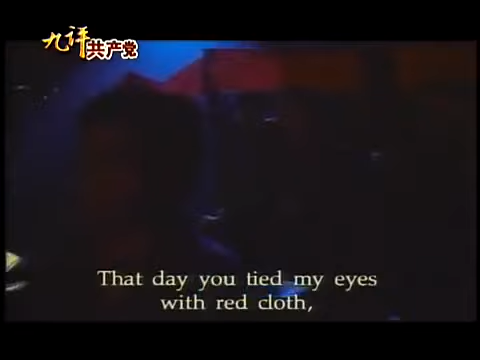 九评
共产党
That day you tied my eyes
with red cloth,